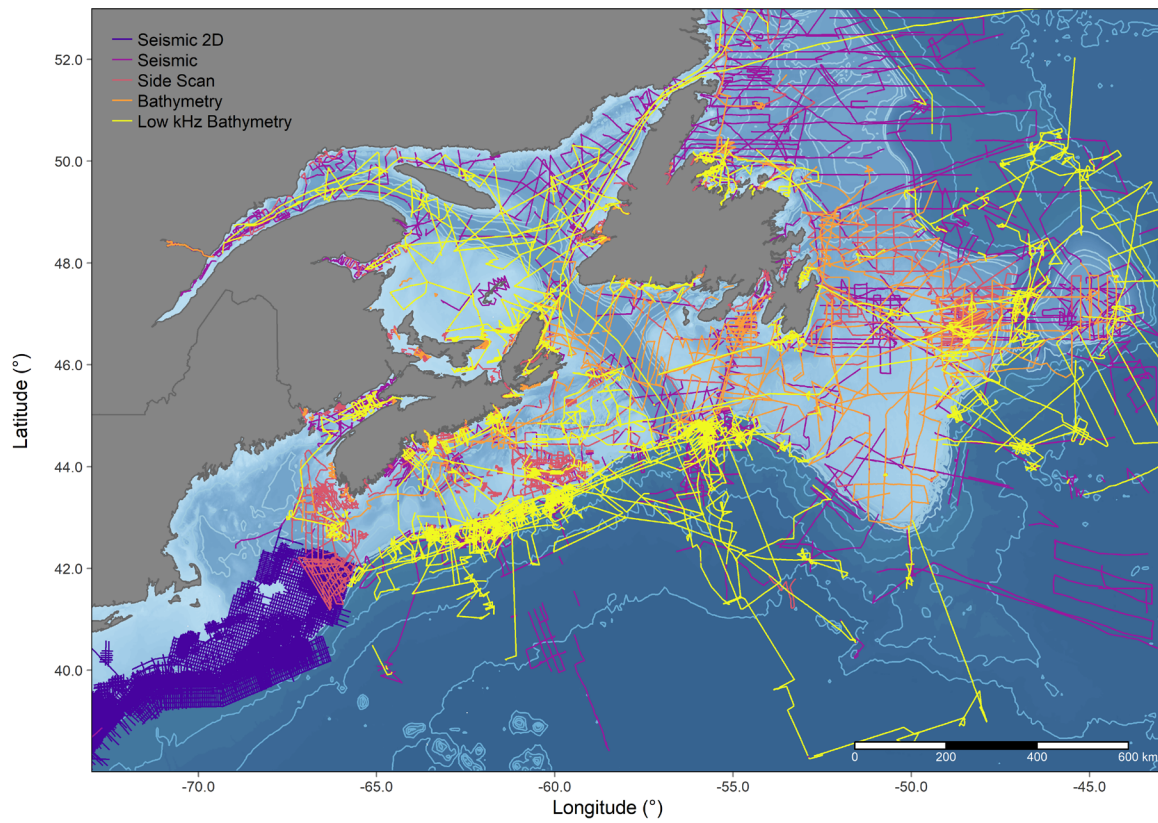 Seismic 2D
Seismic
Side Scan
Bathymetry
Low kHz Bathymetry
52.0
50.0
48.0
46.0
44.0
42.0
40.0
Latitude (°)
0 200 400 600 km
-70.0 -65.0 -60.0 -55.0 -50.0 -45.0
Longitude (°)